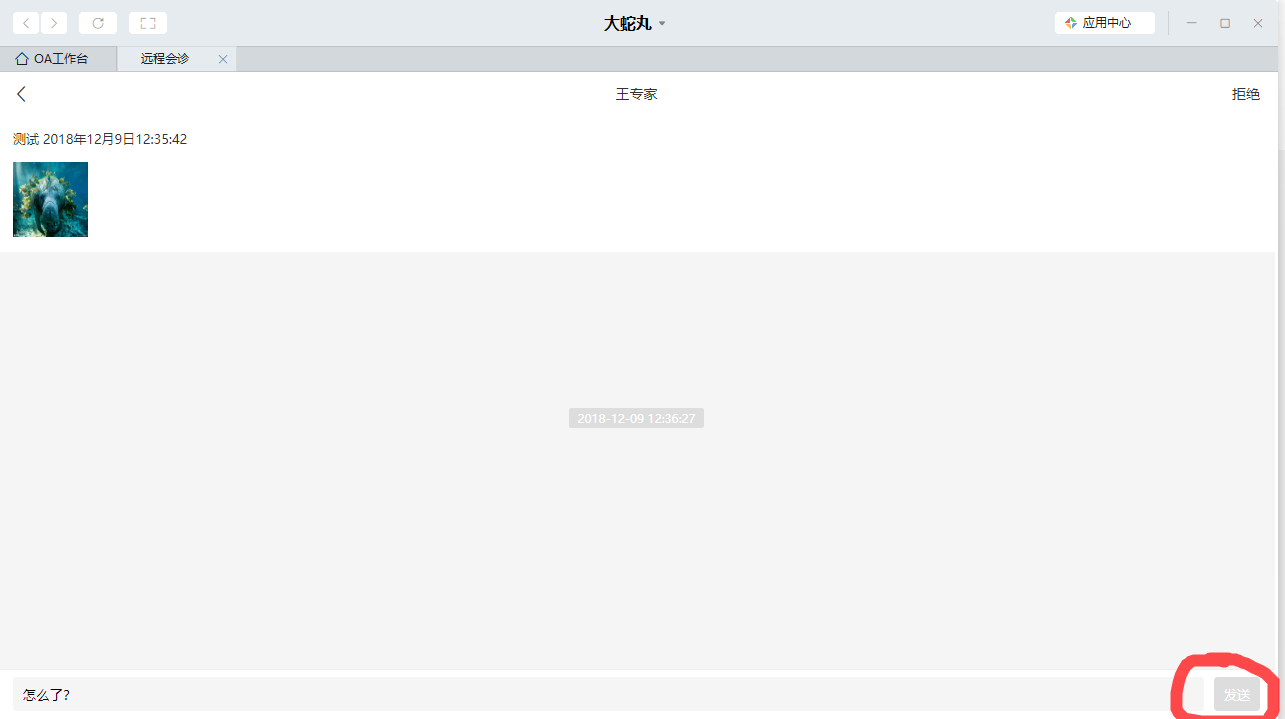 大蛇丸
应用中心
OA工作台
远程会诊
王专家
拒绝
测试 2018年12月9日12:35:42
2018-12-09 12:36:27
怎么了?
发送